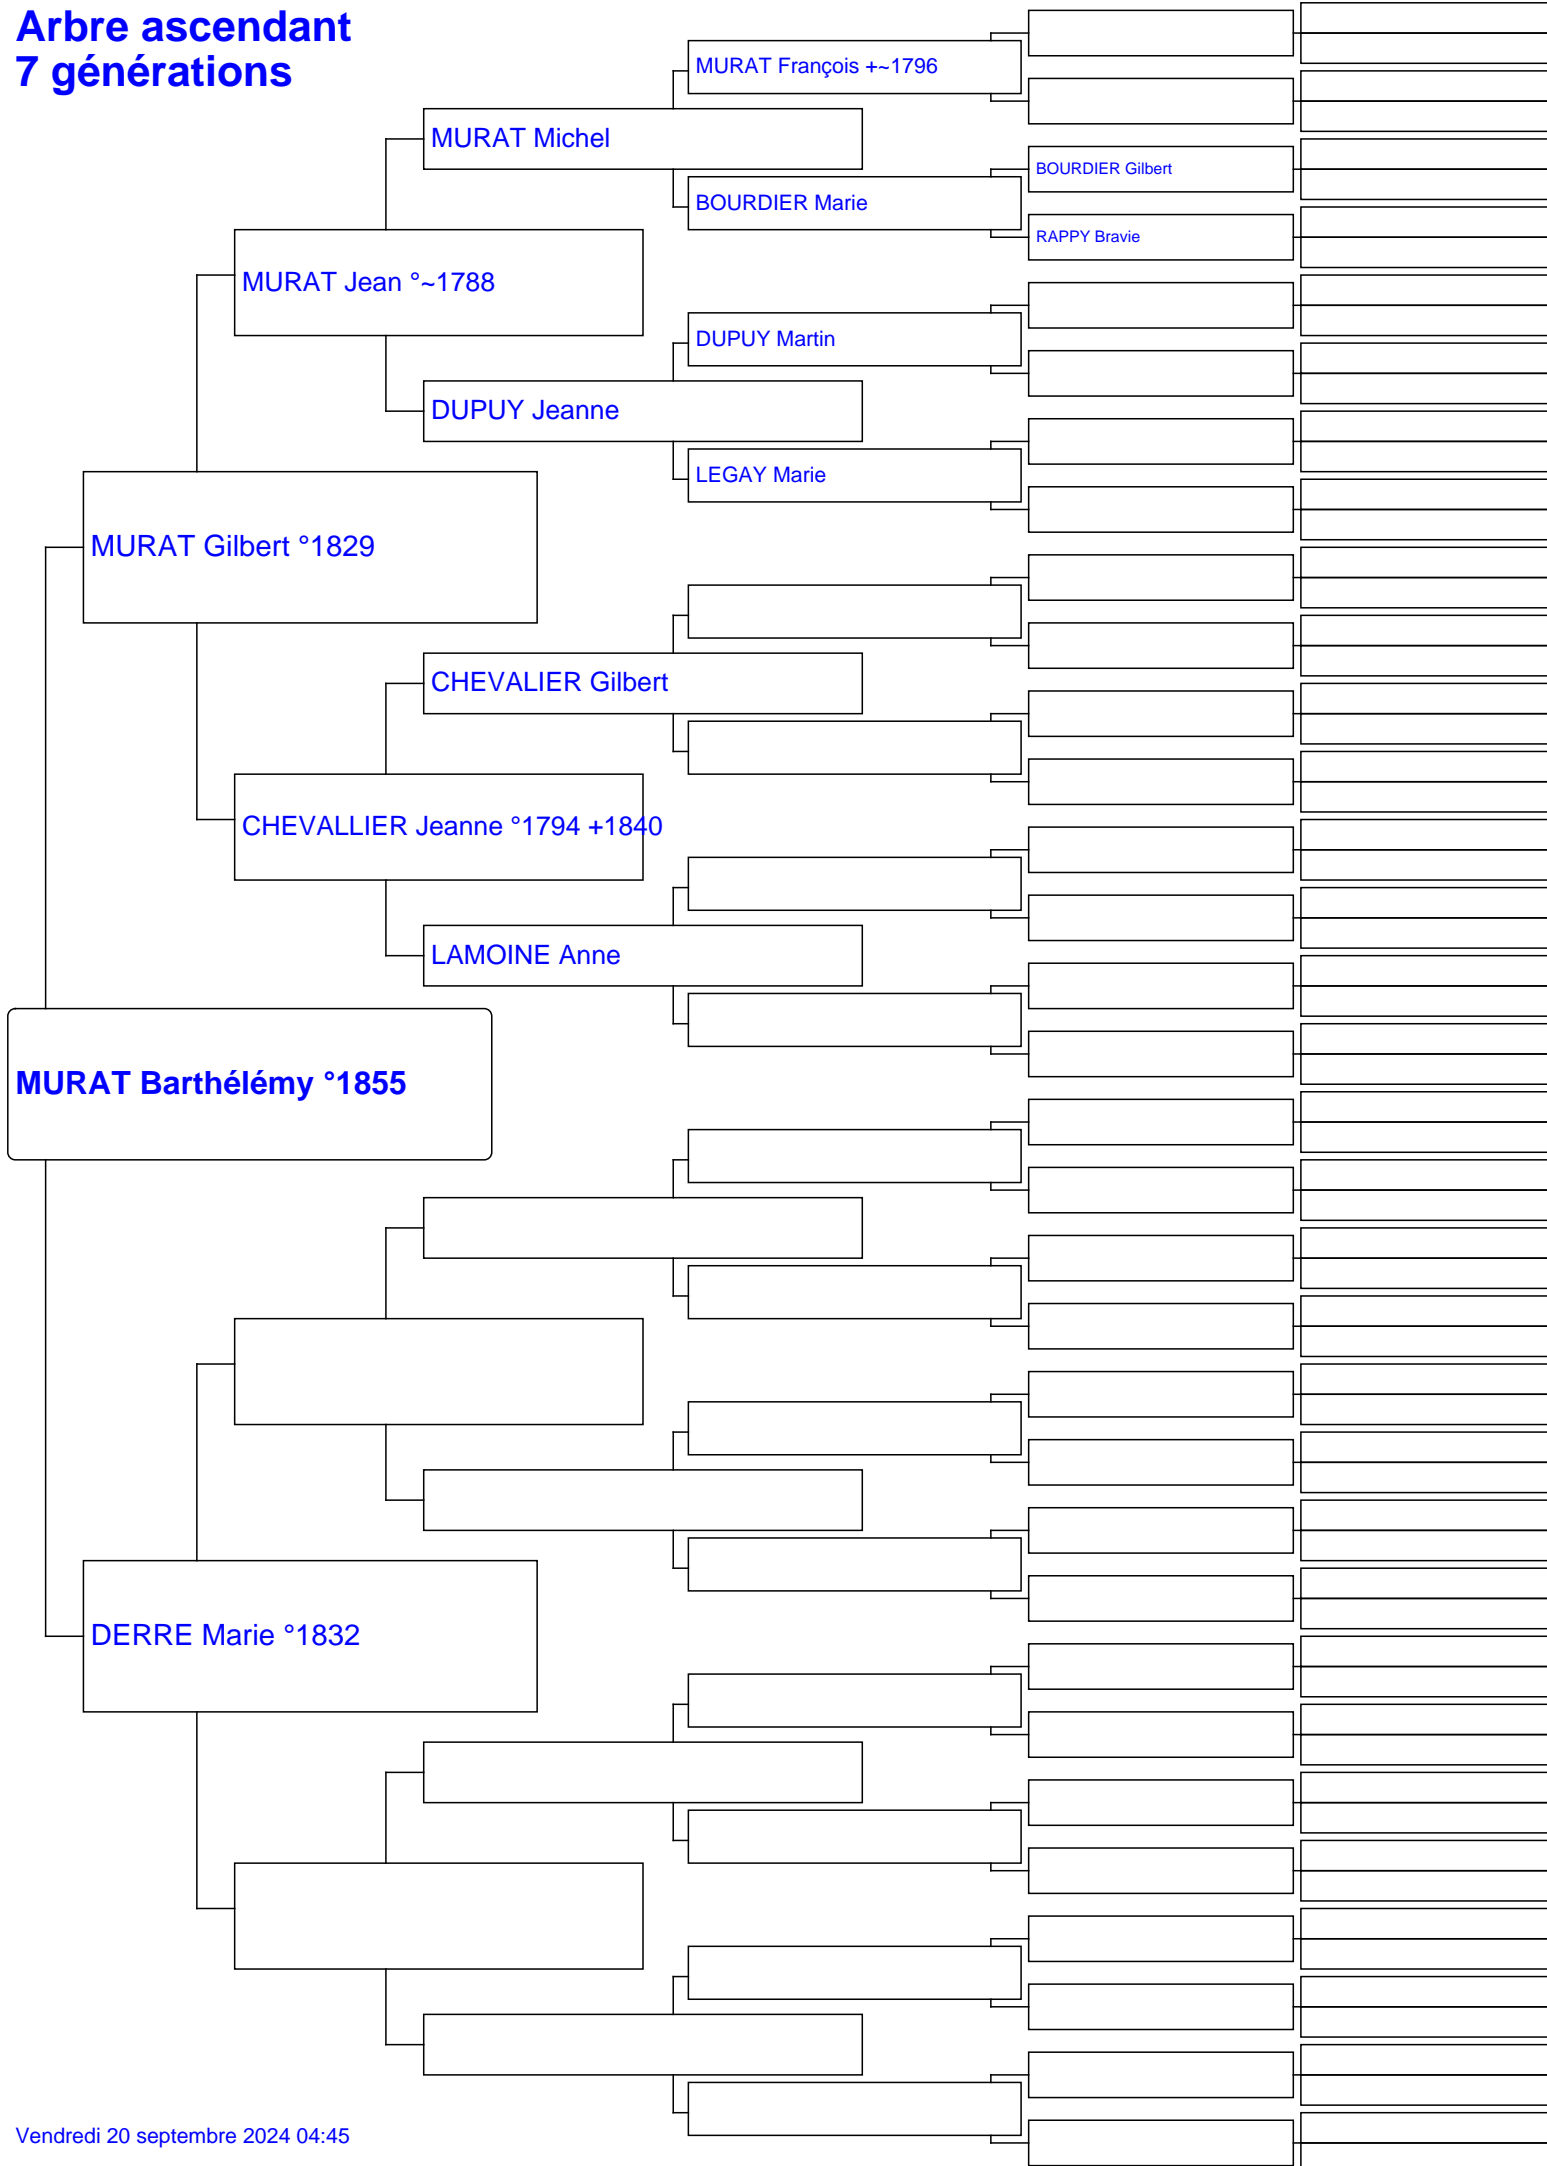 Arbre ascendant
7 générations
MURAT François +~1796
MURAT Michel
BOURDIER Gilbert
BOURDIER Marie
RAPPY Bravie
MURAT Jean °~1788
DUPUY Martin
DUPUY Jeanne
LEGAY Marie
MURAT Gilbert °1829
CHEVALIER Gilbert
CHEVALLIER Jeanne °1794 +1840
LAMOINE Anne
MURAT Barthélémy °1855
DERRE Marie °1832
Vendredi 20 septembre 2024 04:45